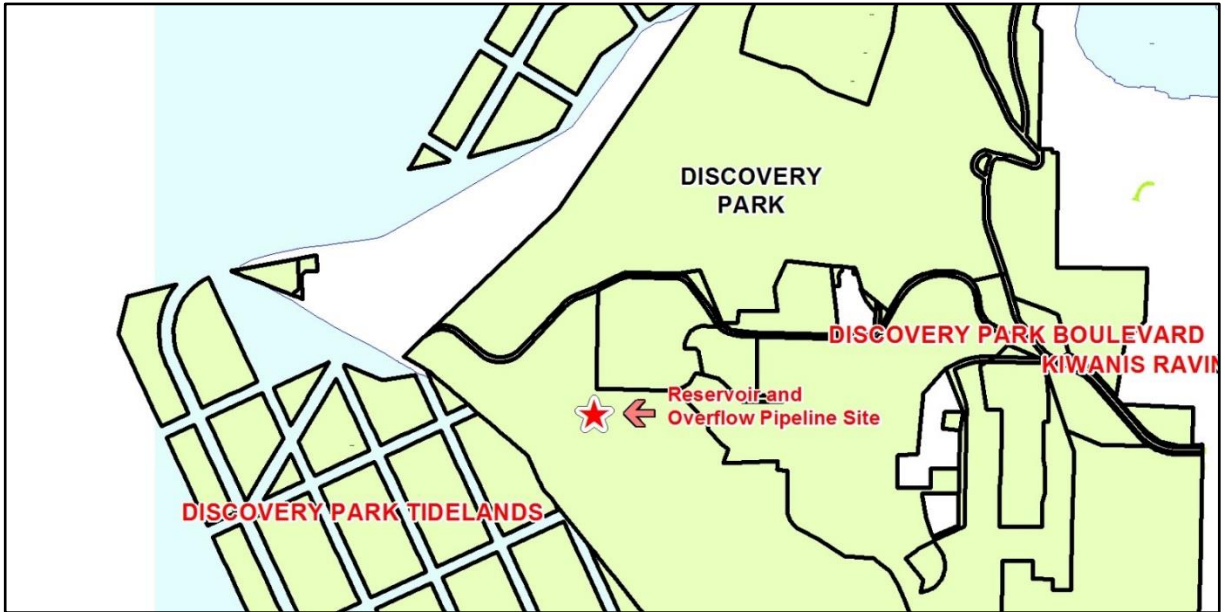 DISCOVERY
PARK
DISCOVERY PARK BOULEVARD
KIWANIS RAVIN
Reservoir and
Overflow Pipeline Site
DISCOVERY PARK TIDELANDS